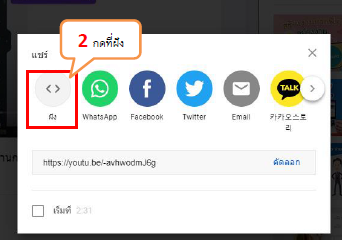 2 กดที่ฝัง
แชร์
ฝัง
WhatsApp
Facebook
Twitter
Email
TALK
카카오스토리
https://youtu.be/-avhwodmJ6g
คัดลอก
เริ่มที่ 2:31